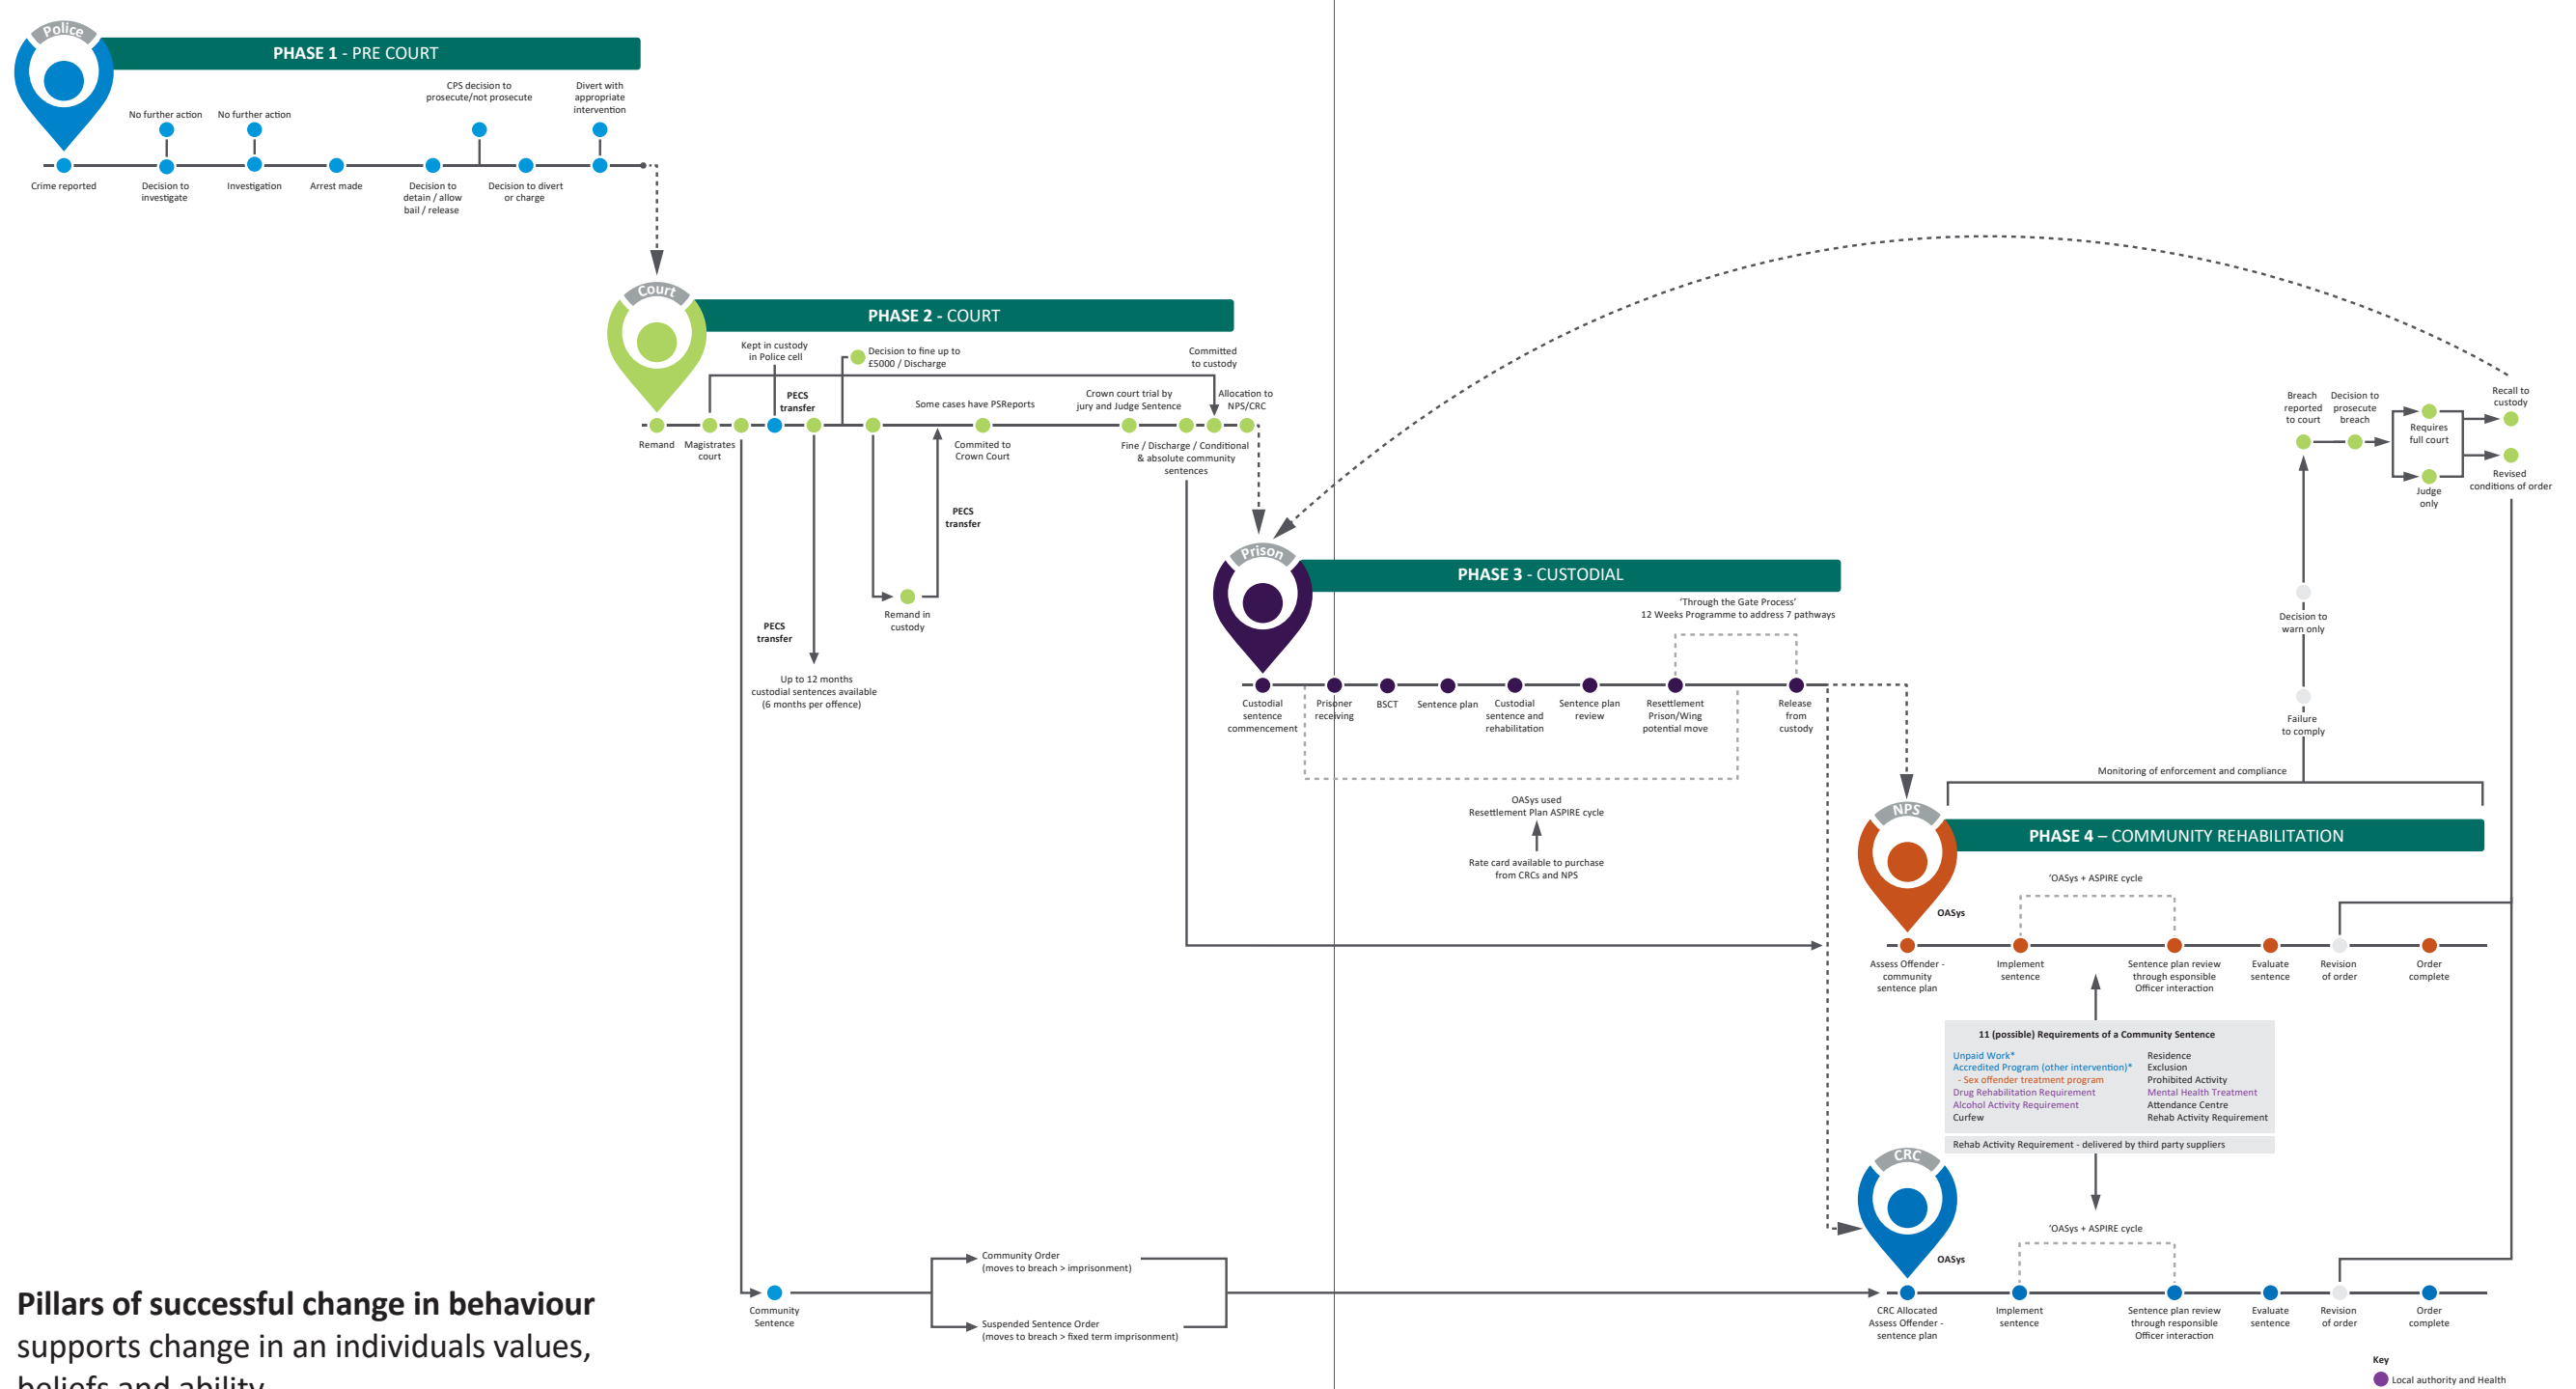 Police
PHASE 1 - PRE COURT
CPS decision to
prosecute/not prosecute
Divert with
appropriate
intervention
No further action
No further action
Crime reported
Decision to
investigate
Investigation
Arrest made
Decision to
detain / allow
bail / release
Decision to divert
or charge
Court
PHASE 2 - COURT
Kept in custody
in Police cell
Decision to fine up to
£5000 / Discharge
Committed
to custody
PECS
transfer
Some cases have PSReports
Crown court trial by
jury and Judge Sentence
Allocation to
NPS/CRC
Remand
Magistrates
court
Commited to
Crown Court
Fine / Discharge / Conditional
& absolute community
sentences
PECS
transfer
Remand in
custody
PECS
transfer
Up to 12 months
custodial sentences available
(6 months per offence)
Breach
reported
to court
Decision to
prosecute
breach
Requires
full court
Judge
only
Recall to
custody
Revised
conditions of order
Decision to
warn only
Failure
to comply
Monitoring of enforcement and compliance
Prison
PHASE 3 - CUSTODIAL
'Through the Gate Process'
12 Weeks Programme to address 7 pathways
Custodial
sentence
commencement
Prisoner
receiving
BSCT
Sentence plan
Custodial
sentence and
rehabilitation
Sentence plan
review
Resettlement
Prison/Wing
potential move
Release
from
custody
OASys used
Resettlement Plan ASPIRE cycle
Rate card available to purchase
from CRCs and NPS
NPS
PHASE 4 – COMMUNITY REHABILITATION
'OASys + ASPIRE cycle
OASys
Assess Offender -
community
sentence plan
Implement
sentence
Sentence plan review
through esponsible
Officer interaction
Evaluate
sentence
Revision
of order
Order
complete
11 (possible) Requirements of a Community Sentence
Unpaid Work*
Accredited Program (other intervention)*
- Sex offender treatment program
Drug Rehabilitation Requirement
Alcohol Activity Requirement
Curfew
Residence
Exclusion
Prohibited Activity
Mental Health Treatment
Attendance Centre
Rehab Activity Requirement
Rehab Activity Requirement - delivered by third party suppliers
CRC
'OASys + ASPIRE cycle
OASys
CRC Allocated
Assess Offender -
sentence plan
Implement
sentence
Sentence plan review
through responsible
Officer interaction
Evaluate
sentence
Revision
of order
Order
complete
Community
Sentence
Community Order
(moves to breach > imprisonment)
Suspended Sentence Order
(moves to breach > fixed term imprisonment)
Pillars of successful change in behaviour
supports change in an individuals values,
beliefs and ability
Key
Local authority and Health